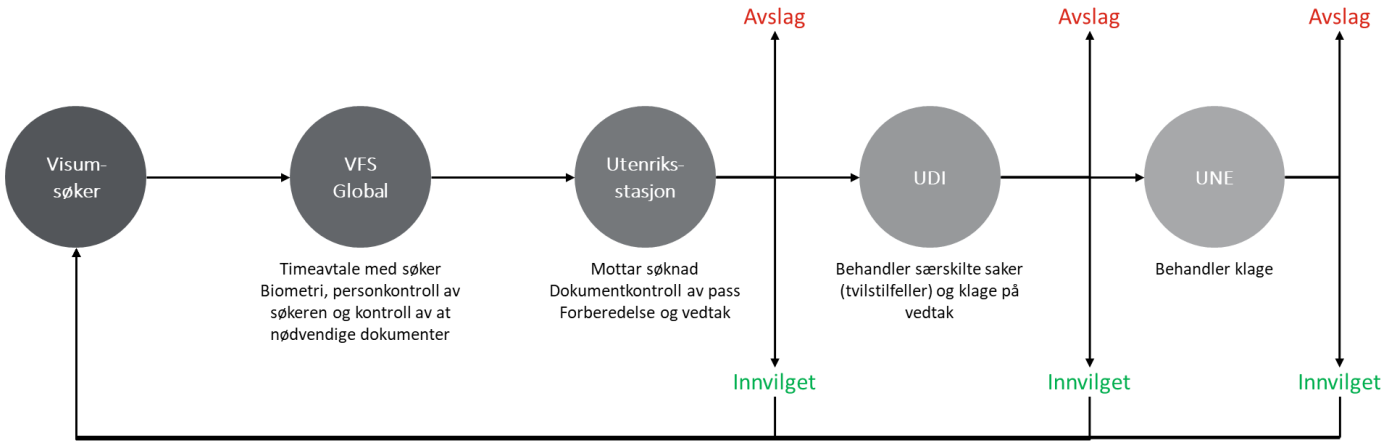 Avslag
Avslag
Avslag
Visum-
søker
VFS
Global
Utenriks-
stasjon
UDI
UNE
Timeavtale med søker
Biometri, personkontroll av
søkeren og kontroll av at
nødvendige dokumenter
Mottar søknad
Dokumentkontroll av pass
Forberedelse og vedtak
Behandler særskilte saker
(tvilstilfeller) og klage på
vedtak
Behandler klage
Innvilget
Innvilget
Innvilget